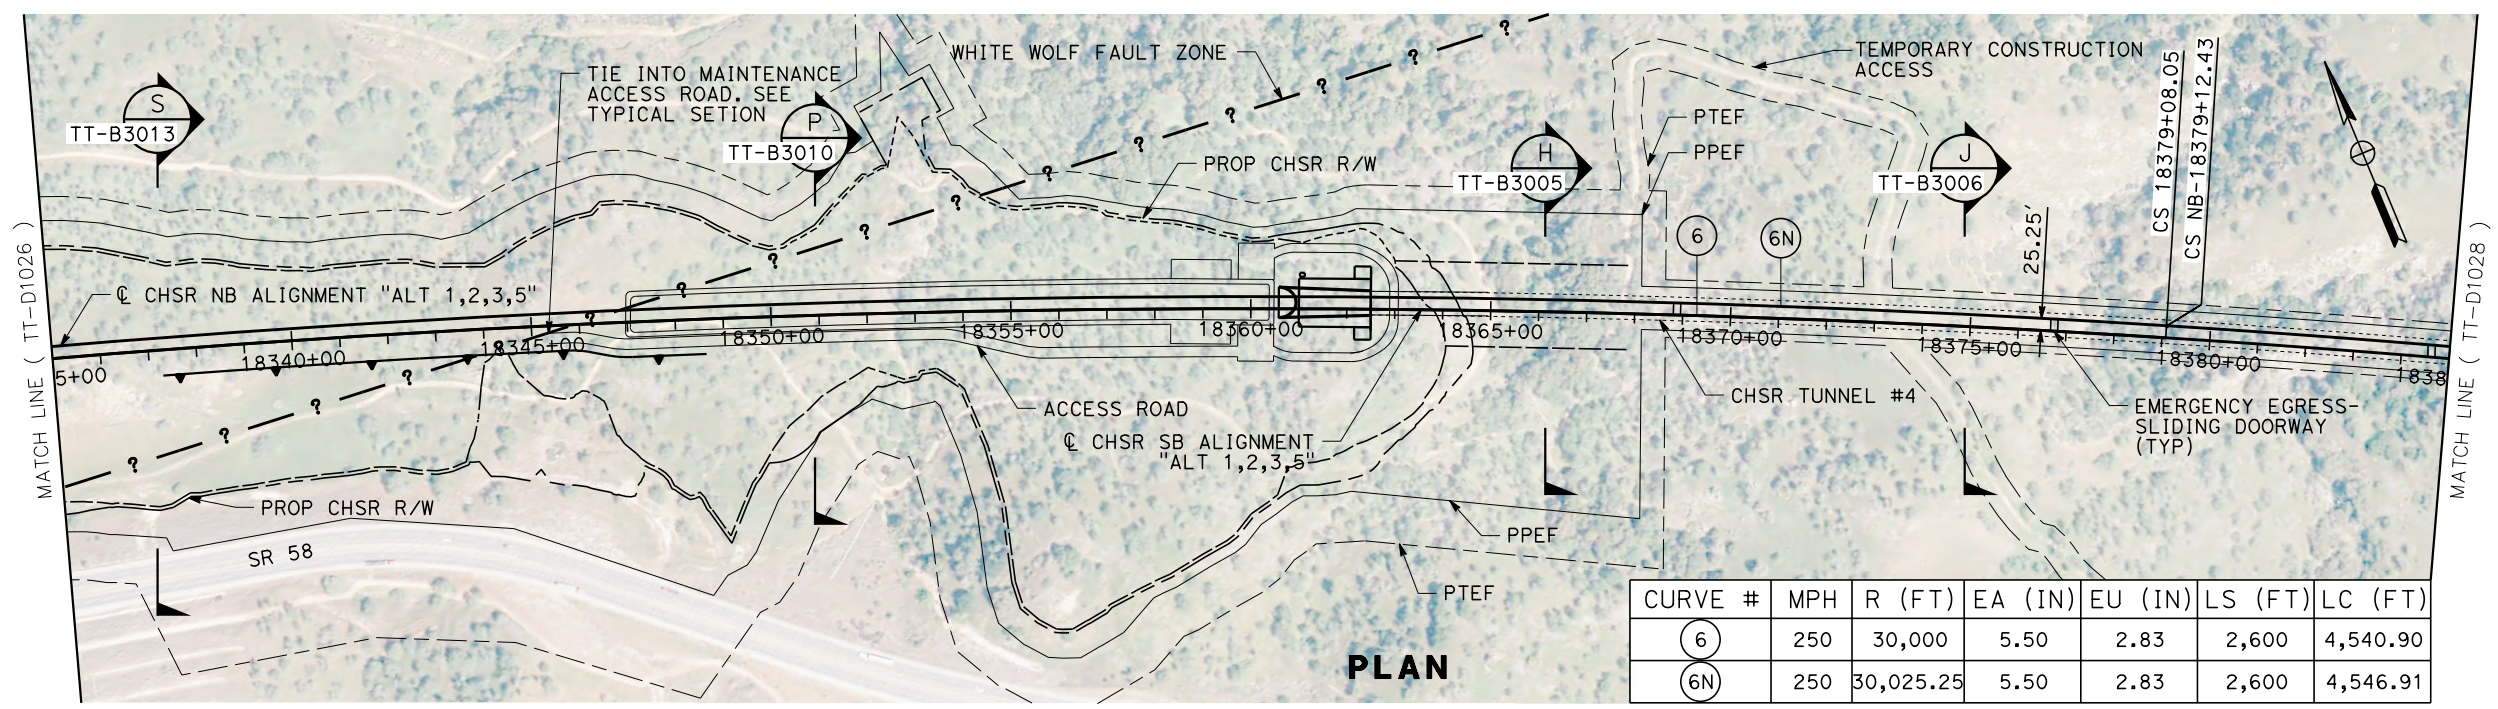 WHITE WOLF FAULT ZONE
TEMPORARY CONSTRUCTION
ACCESS
TIE INTO MAINTENANCE
ACCESS ROAD. SEE
TYPICAL SETION
S
TT-B3013
P
TT-B3010
PTEF
PPEF
PROP CHSR R/W
H
TT-B3005
J
TT-B3006
CS 18379+08.05
CS NB-18379+12.43
MATCH LINE ( TT-D1026 )
MATCH LINE ( TT-D1028 )
6
6N
25.25'
℄ CHSR NB ALIGNMENT "ALT 1,2,3,5"
5+00
18340+00
18345+00
18350+00
18355+00
18360+00
18365+00
18370+00
18375+00
18380+00
1838
? ? ? ? ? ? ? ? ? ? ? ? ? ? ? ?
ACCESS ROAD
℄ CHSR SB ALIGNMENT
"ALT 1,2,3,5"
CHSR TUNNEL #4
EMERGENCY EGRESS-
SLIDING DOORWAY
(TYP)
PROP CHSR R/W
SR 58
PPEF
PTEF
PLAN
CURVE # MPH R (FT) EA (IN) EU (IN) LS (FT) LC (FT)
6 250 30,000 5.50 2.83 2,600 4,540.90
6N 250 30,025.25 5.50 2.83 2,600 4,546.91